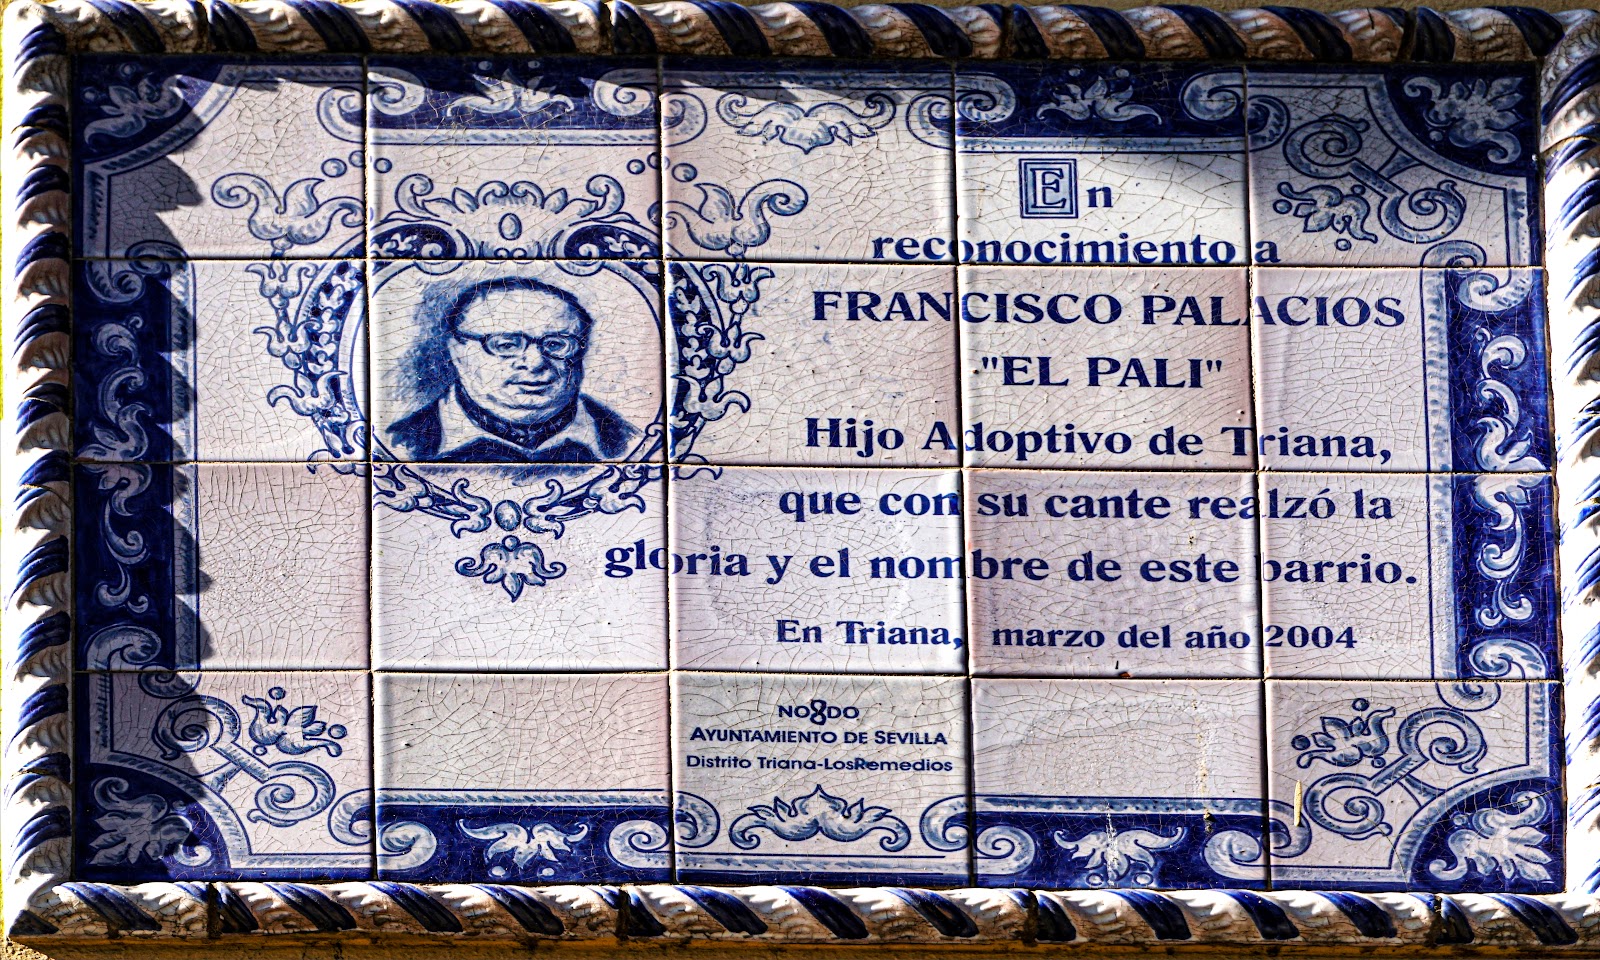 En
reconocimiento a
FRANCISCO PALACIOS
"EL PALI"
Hijo Adoptivo de Triana,
que con su cante realzó la
gloria y el nombre de este barrio.
En Triana, marzo del año 2004
NO8DO
AYUNTAMIENTO DE SEVILLA
Distrito Triana-LosRemedios